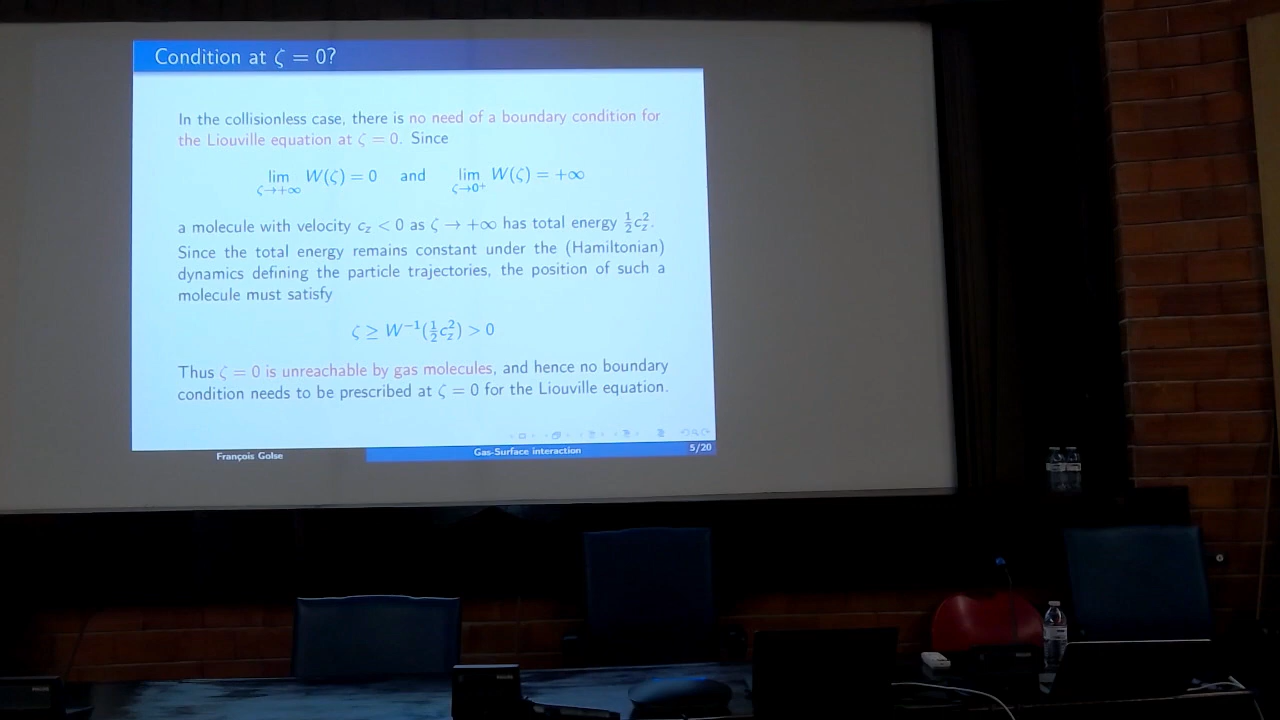 Condition at ζ = 0?
In the collisionless case, there is no need of a boundary condition for
the Liouville equation at ζ = 0. Since
lim W(ζ) = 0 and lim W(ζ) = +∞
ζ→+∞ ζ→0⁺
a molecule with velocity c_z < 0 as ζ → +∞ has total energy ½c_z².
Since the total energy remains constant under the (Hamiltonian)
dynamics defining the particle trajectories, the position of such a
molecule must satisfy
ζ ≥ W⁻¹(½c_z²) > 0
Thus ζ = 0 is unreachable by gas molecules, and hence no boundary
condition needs to be prescribed at ζ = 0 for the Liouville equation.
François Golse Gas-Surface interaction 5/20